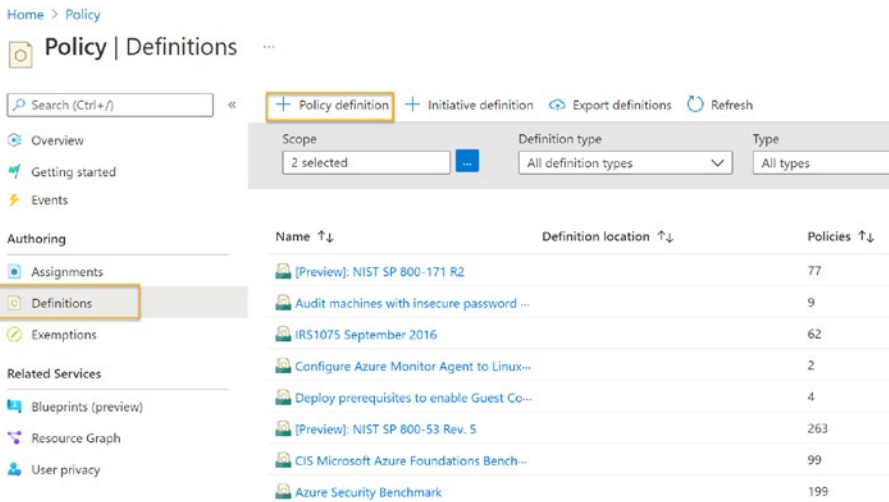 Home > Policy
Policy | Definitions ...
Search (Ctrl+/) «
+ Policy definition + Initiative definition Export definitions Refresh
Overview
Getting started
Events
Scope Definition type Type
2 selected ... All definition types All types
Authoring
Assignments
Definitions
Exemptions
Related Services
Blueprints (preview)
Resource Graph
User privacy
Name ↑↓ Definition location ↑↓ Policies ↑↓
[Preview]: NIST SP 800-171 R2 77
Audit machines with insecure password ... 9
IRS1075 September 2016 62
Configure Azure Monitor Agent to Linux... 2
Deploy prerequisites to enable Guest Co... 4
[Preview]: NIST SP 800-53 Rev. 5 263
CIS Microsoft Azure Foundations Bench... 99
Azure Security Benchmark 199